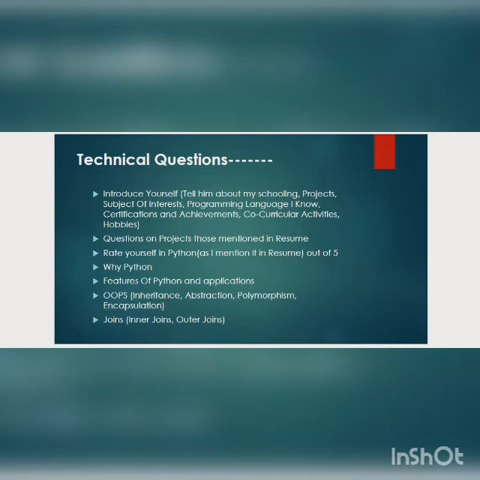 Technical Questions-------
Introduce Yourself (Tell him about my schooling, Projects,
Subject Of Interests, Programming Language I Know,
Certifications and Achievements, Co-Curricular Activities,
Hobbies)
Questions on Projects those mentioned in Resume
Rate yourself in Python(as I mention it in Resume) out of 5
Why Python
Features Of Python and applications
OOPS (Inheritance, Abstraction, Polymorphism,
Encapsulation)
Joins (Inner Joins, Outer Joins)
InShOt